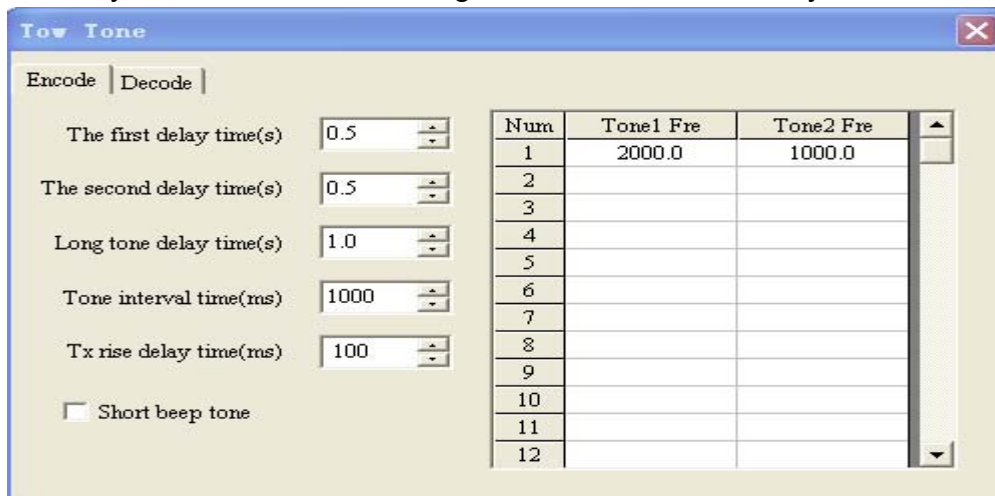 Tow Tone
Encode Decode
The first delay time(s) 0.5
The second delay time(s) 0.5
Long tone delay time(s) 1.0
Tone interval time(ms) 1000
Tx rise delay time(ms) 100
Short beep tone
Num Tone1 Fre Tone2 Fre
1 2000.0 1000.0
2
3
4
5
6
7
8
9
10
11
12